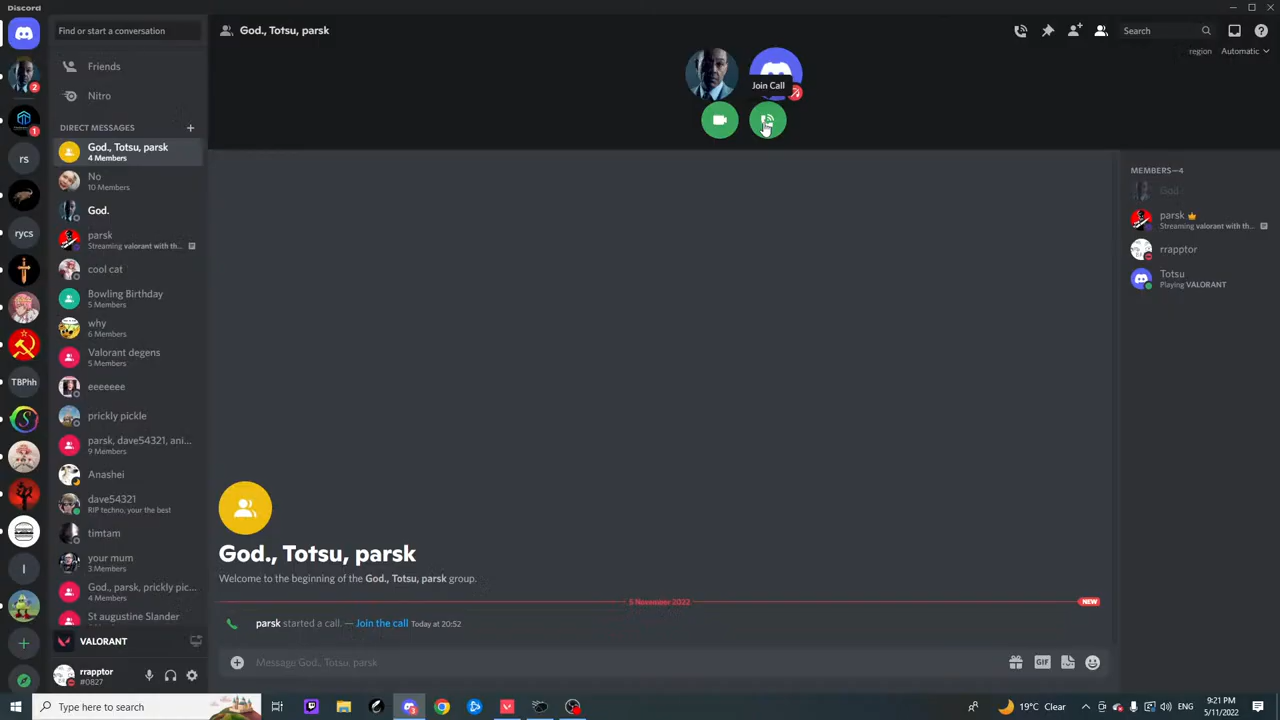 Discord
Find or start a conversation
God., Totsu, parsk
Search
region
Automatic
Join Call
2
1
rs
rycs
TBPhh
I
Friends
Nitro
DIRECT MESSAGES
God., Totsu, parsk
4 Members
No
10 Members
God.
parsk
Streaming valorant with th...
cool cat
Bowling Birthday
5 Members
why
6 Members
Valorant degens
5 Members
eeeeeee
prickly pickle
parsk, dave54321, ani...
9 Members
Anashei
dave54321
RIP techno, your the best
timtam
your mum
3 Members
God., parsk, prickly pic...
4 Members
St augustine Slander
VALORANT
rrapptor
#0827
God., Totsu, parsk
Welcome to the beginning of the God., Totsu, parsk group.
5 November 2022
NEW
parsk started a call. — Join the call Today at 20:52
Message God., Totsu, parsk
GIF
MEMBERS—4
God.
parsk
Streaming valorant with th...
rrapptor
Totsu
Playing VALORANT
Type here to search
19°C Clear
ENG
9:21 PM
5/11/2022